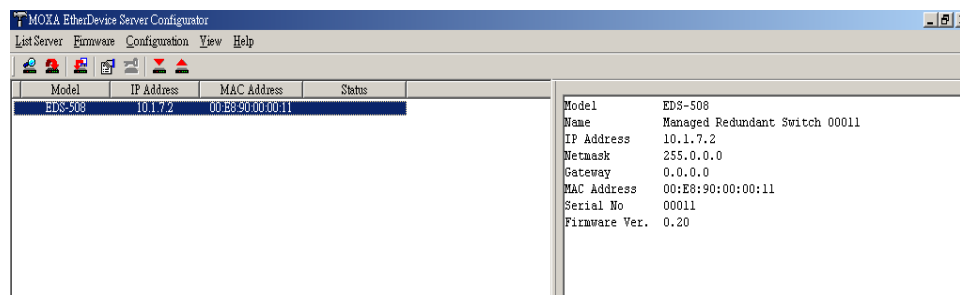 MOXA EtherDevice Server Configurator
List Server Firmware Configuration View Help
Model IP Address MAC Address Status
EDS-508 10.1.7.2 00:E8:90:00:00:11
Model EDS-508
Name Managed Redundant Switch 00011
IP Address 10.1.7.2
Netmask 255.0.0.0
Gateway 0.0.0.0
MAC Address 00:E8:90:00:00:11
Serial No 00011
Firmware Ver. 0.20